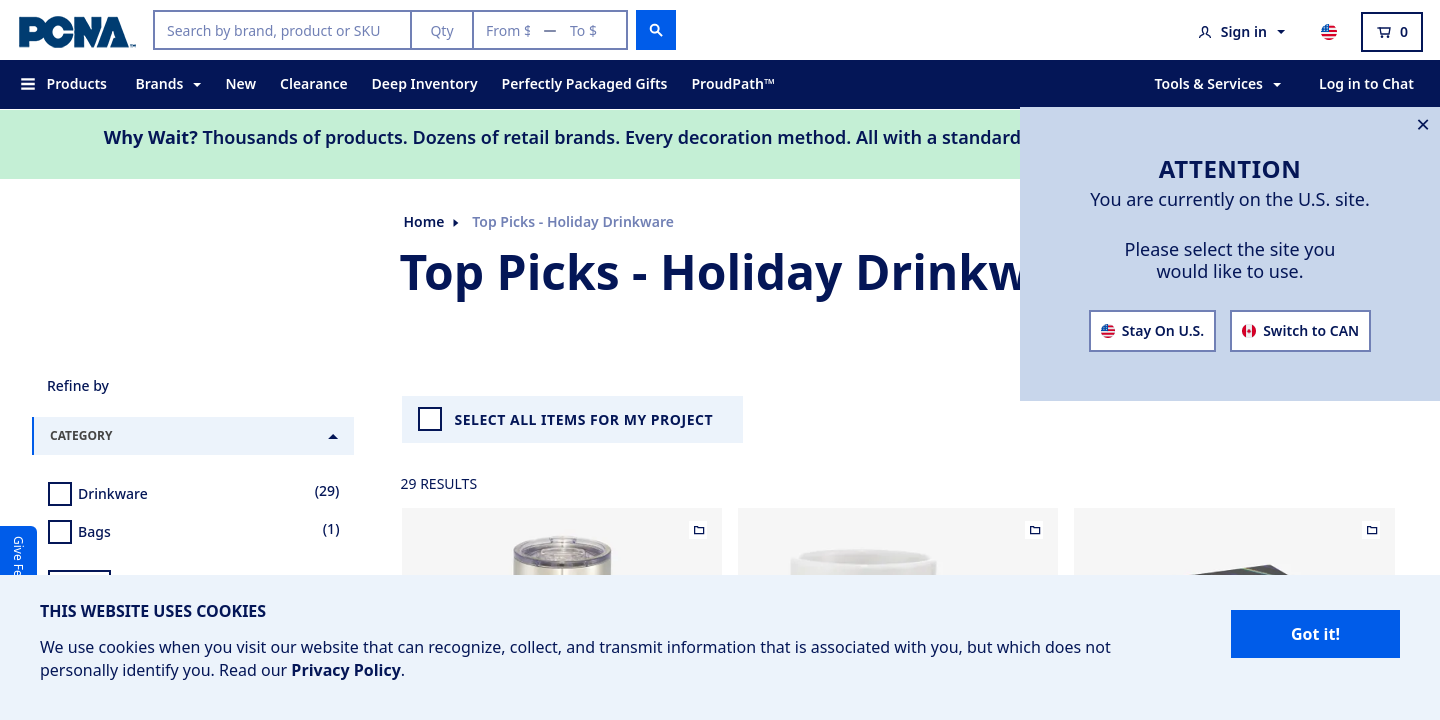 PCNA™
Search by brand, product or SKU
Qty
From $
To $
Sign in
0
Products
Brands
New
Clearance
Deep Inventory
Perfectly Packaged Gifts
ProudPath™
Tools & Services
Log in to Chat
Why Wait? Thousands of products. Dozens of retail brands. Every decoration method. All with a standard
ATTENTION
You are currently on the U.S. site.
Please select the site you
would like to use.
Stay On U.S.
Switch to CAN
Home
Top Picks - Holiday Drinkware
Top Picks - Holiday Drinkw
Refine by
CATEGORY
Drinkware (29)
Bags (1)
SELECT ALL ITEMS FOR MY PROJECT
29 RESULTS
Give Fe
THIS WEBSITE USES COOKIES
We use cookies when you visit our website that can recognize, collect, and transmit information that is associated with you, but which does not
personally identify you. Read our Privacy Policy.
Got it!